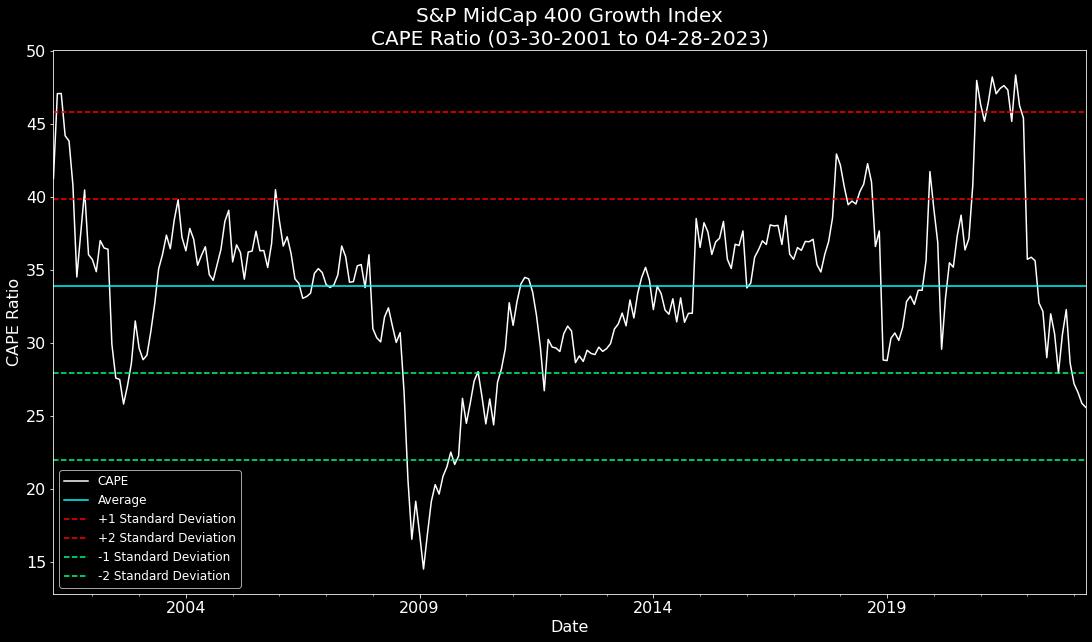 S&P MidCap 400 Growth Index
CAPE Ratio (03-30-2001 to 04-28-2023)
50
45
40
35
30
25
20
15
CAPE Ratio
CAPE
Average
+1 Standard Deviation
+2 Standard Deviation
-1 Standard Deviation
-2 Standard Deviation
2004
2009
2014
2019
Date